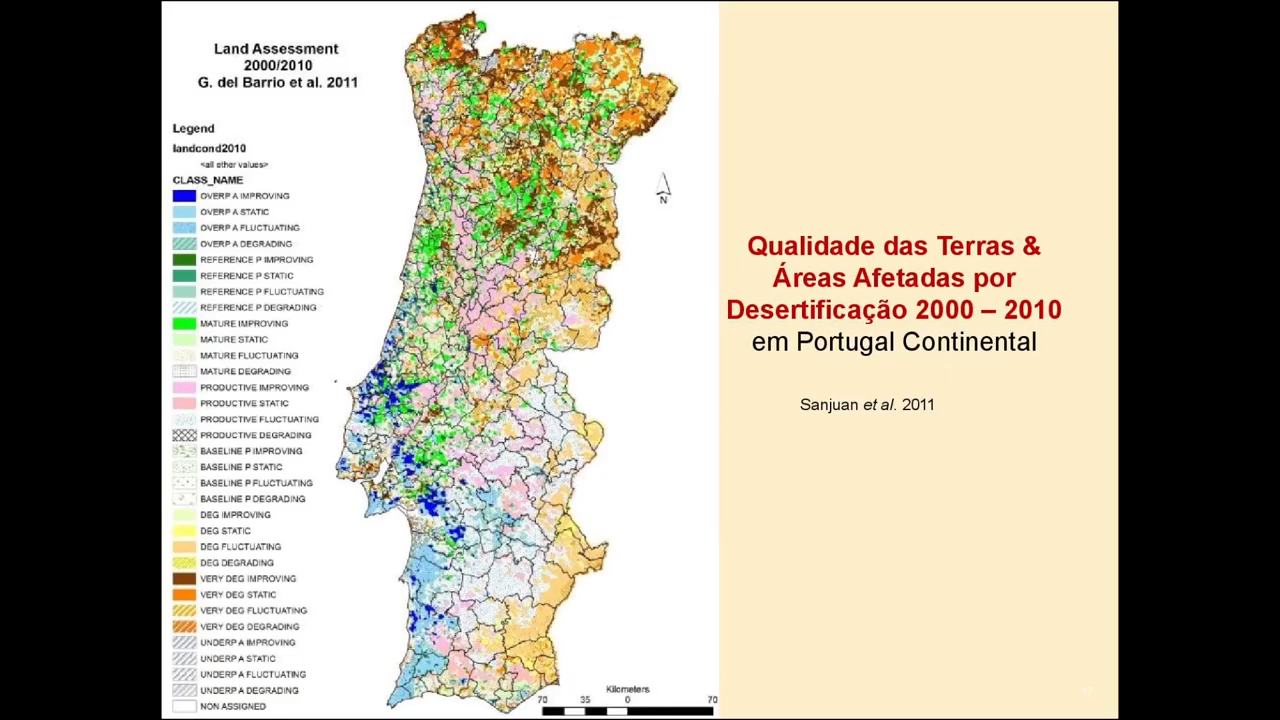 Land Assessment
2000/2010
G. del Barrio et al. 2011
Legend
landcond2010
<all other values>
CLASS_NAME
OVERP A IMPROVING
OVERP A STATIC
OVERP A FLUCTUATING
OVERP A DEGRADING
REFERENCE P IMPROVING
REFERENCE P STATIC
REFERENCE P FLUCTUATING
REFERENCE P DEGRADING
MATURE IMPROVING
MATURE STATIC
MATURE FLUCTUATING
MATURE DEGRADING
PRODUCTIVE IMPROVING
PRODUCTIVE STATIC
PRODUCTIVE FLUCTUATING
PRODUCTIVE DEGRADING
BASELINE P IMPROVING
BASELINE P STATIC
BASELINE P FLUCTUATING
BASELINE P DEGRADING
DEG IMPROVING
DEG STATIC
DEG FLUCTUATING
DEG DEGRADING
VERY DEG IMPROVING
VERY DEG STATIC
VERY DEG FLUCTUATING
VERY DEG DEGRADING
UNDERP A IMPROVING
UNDERP A STATIC
UNDERP A FLUCTUATING
UNDERP A DEGRADING
NON ASSIGNED
N
Kilometers
70 35 0 70
Qualidade das Terras &
Áreas Afetadas por
Desertificação 2000 – 2010
em Portugal Continental
Sanjuan et al. 2011